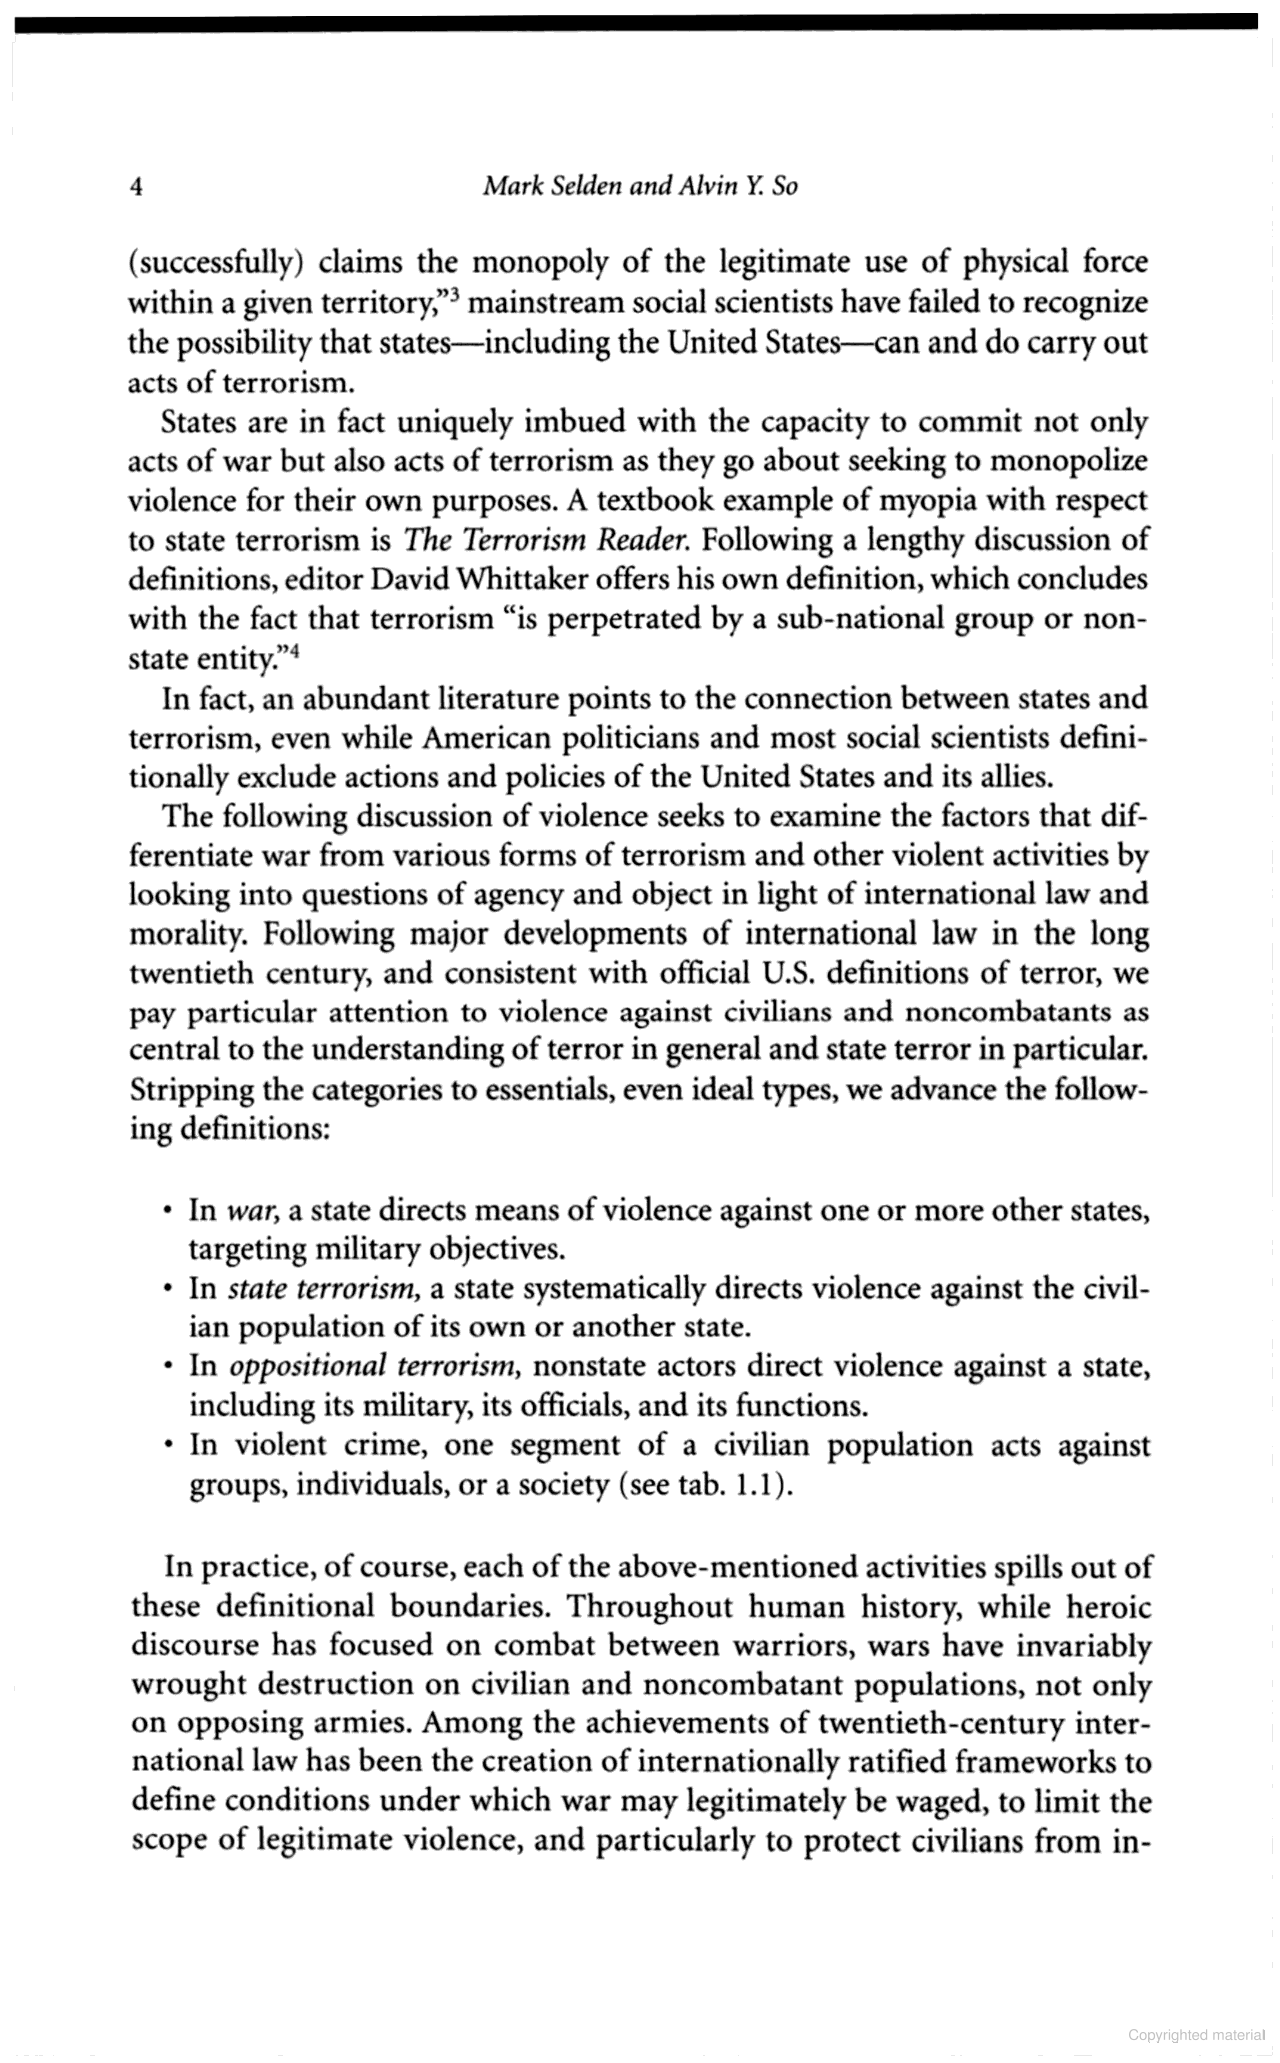 4
Mark Selden and Alvin Y. So
(successfully) claims the monopoly of the legitimate use of physical force
within a given territory,”3 mainstream social scientists have failed to recognize
the possibility that states—including the United States—can and do carry out
acts of terrorism.
States are in fact uniquely imbued with the capacity to commit not only
acts of war but also acts of terrorism as they go about seeking to monopolize
violence for their own purposes. A textbook example of myopia with respect
to state terrorism is The Terrorism Reader. Following a lengthy discussion of
definitions, editor David Whittaker offers his own definition, which concludes
with the fact that terrorism “is perpetrated by a sub-national group or non-
state entity.”4
In fact, an abundant literature points to the connection between states and
terrorism, even while American politicians and most social scientists defini-
tionally exclude actions and policies of the United States and its allies.
The following discussion of violence seeks to examine the factors that dif-
ferentiate war from various forms of terrorism and other violent activities by
looking into questions of agency and object in light of international law and
morality. Following major developments of international law in the long
twentieth century, and consistent with official U.S. definitions of terror, we
pay particular attention to violence against civilians and noncombatants as
central to the understanding of terror in general and state terror in particular.
Stripping the categories to essentials, even ideal types, we advance the follow-
ing definitions:
• In war, a state directs means of violence against one or more other states,
targeting military objectives.
• In state terrorism, a state systematically directs violence against the civil-
ian population of its own or another state.
• In oppositional terrorism, nonstate actors direct violence against a state,
including its military, its officials, and its functions.
• In violent crime, one segment of a civilian population acts against
groups, individuals, or a society (see tab. 1.1).
In practice, of course, each of the above-mentioned activities spills out of
these definitional boundaries. Throughout human history, while heroic
discourse has focused on combat between warriors, wars have invariably
wrought destruction on civilian and noncombatant populations, not only
on opposing armies. Among the achievements of twentieth-century inter-
national law has been the creation of internationally ratified frameworks to
define conditions under which war may legitimately be waged, to limit the
scope of legitimate violence, and particularly to protect civilians from in-
Copyrighted material